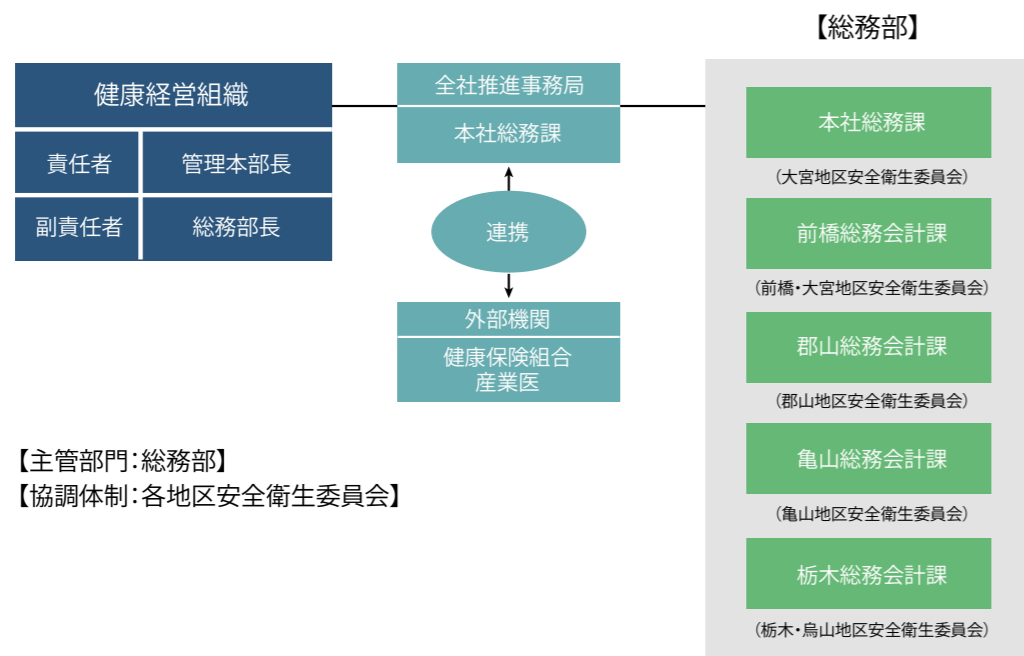 健康経営組織
責任者 管理本部長
副責任者 総務部長
全社推進事務局
本社総務課
連携
外部機関
健康保険組合
産業医
【主管部門：総務部】
【協調体制：各地区安全衛生委員会】
【総務部】
本社総務課
（大宮地区安全衛生委員会）
前橋総務会計課
（前橋・大宮地区安全衛生委員会）
郡山総務会計課
（郡山地区安全衛生委員会）
亀山総務会計課
（亀山地区安全衛生委員会）
栃木総務会計課
（栃木・烏山地区安全衛生委員会）